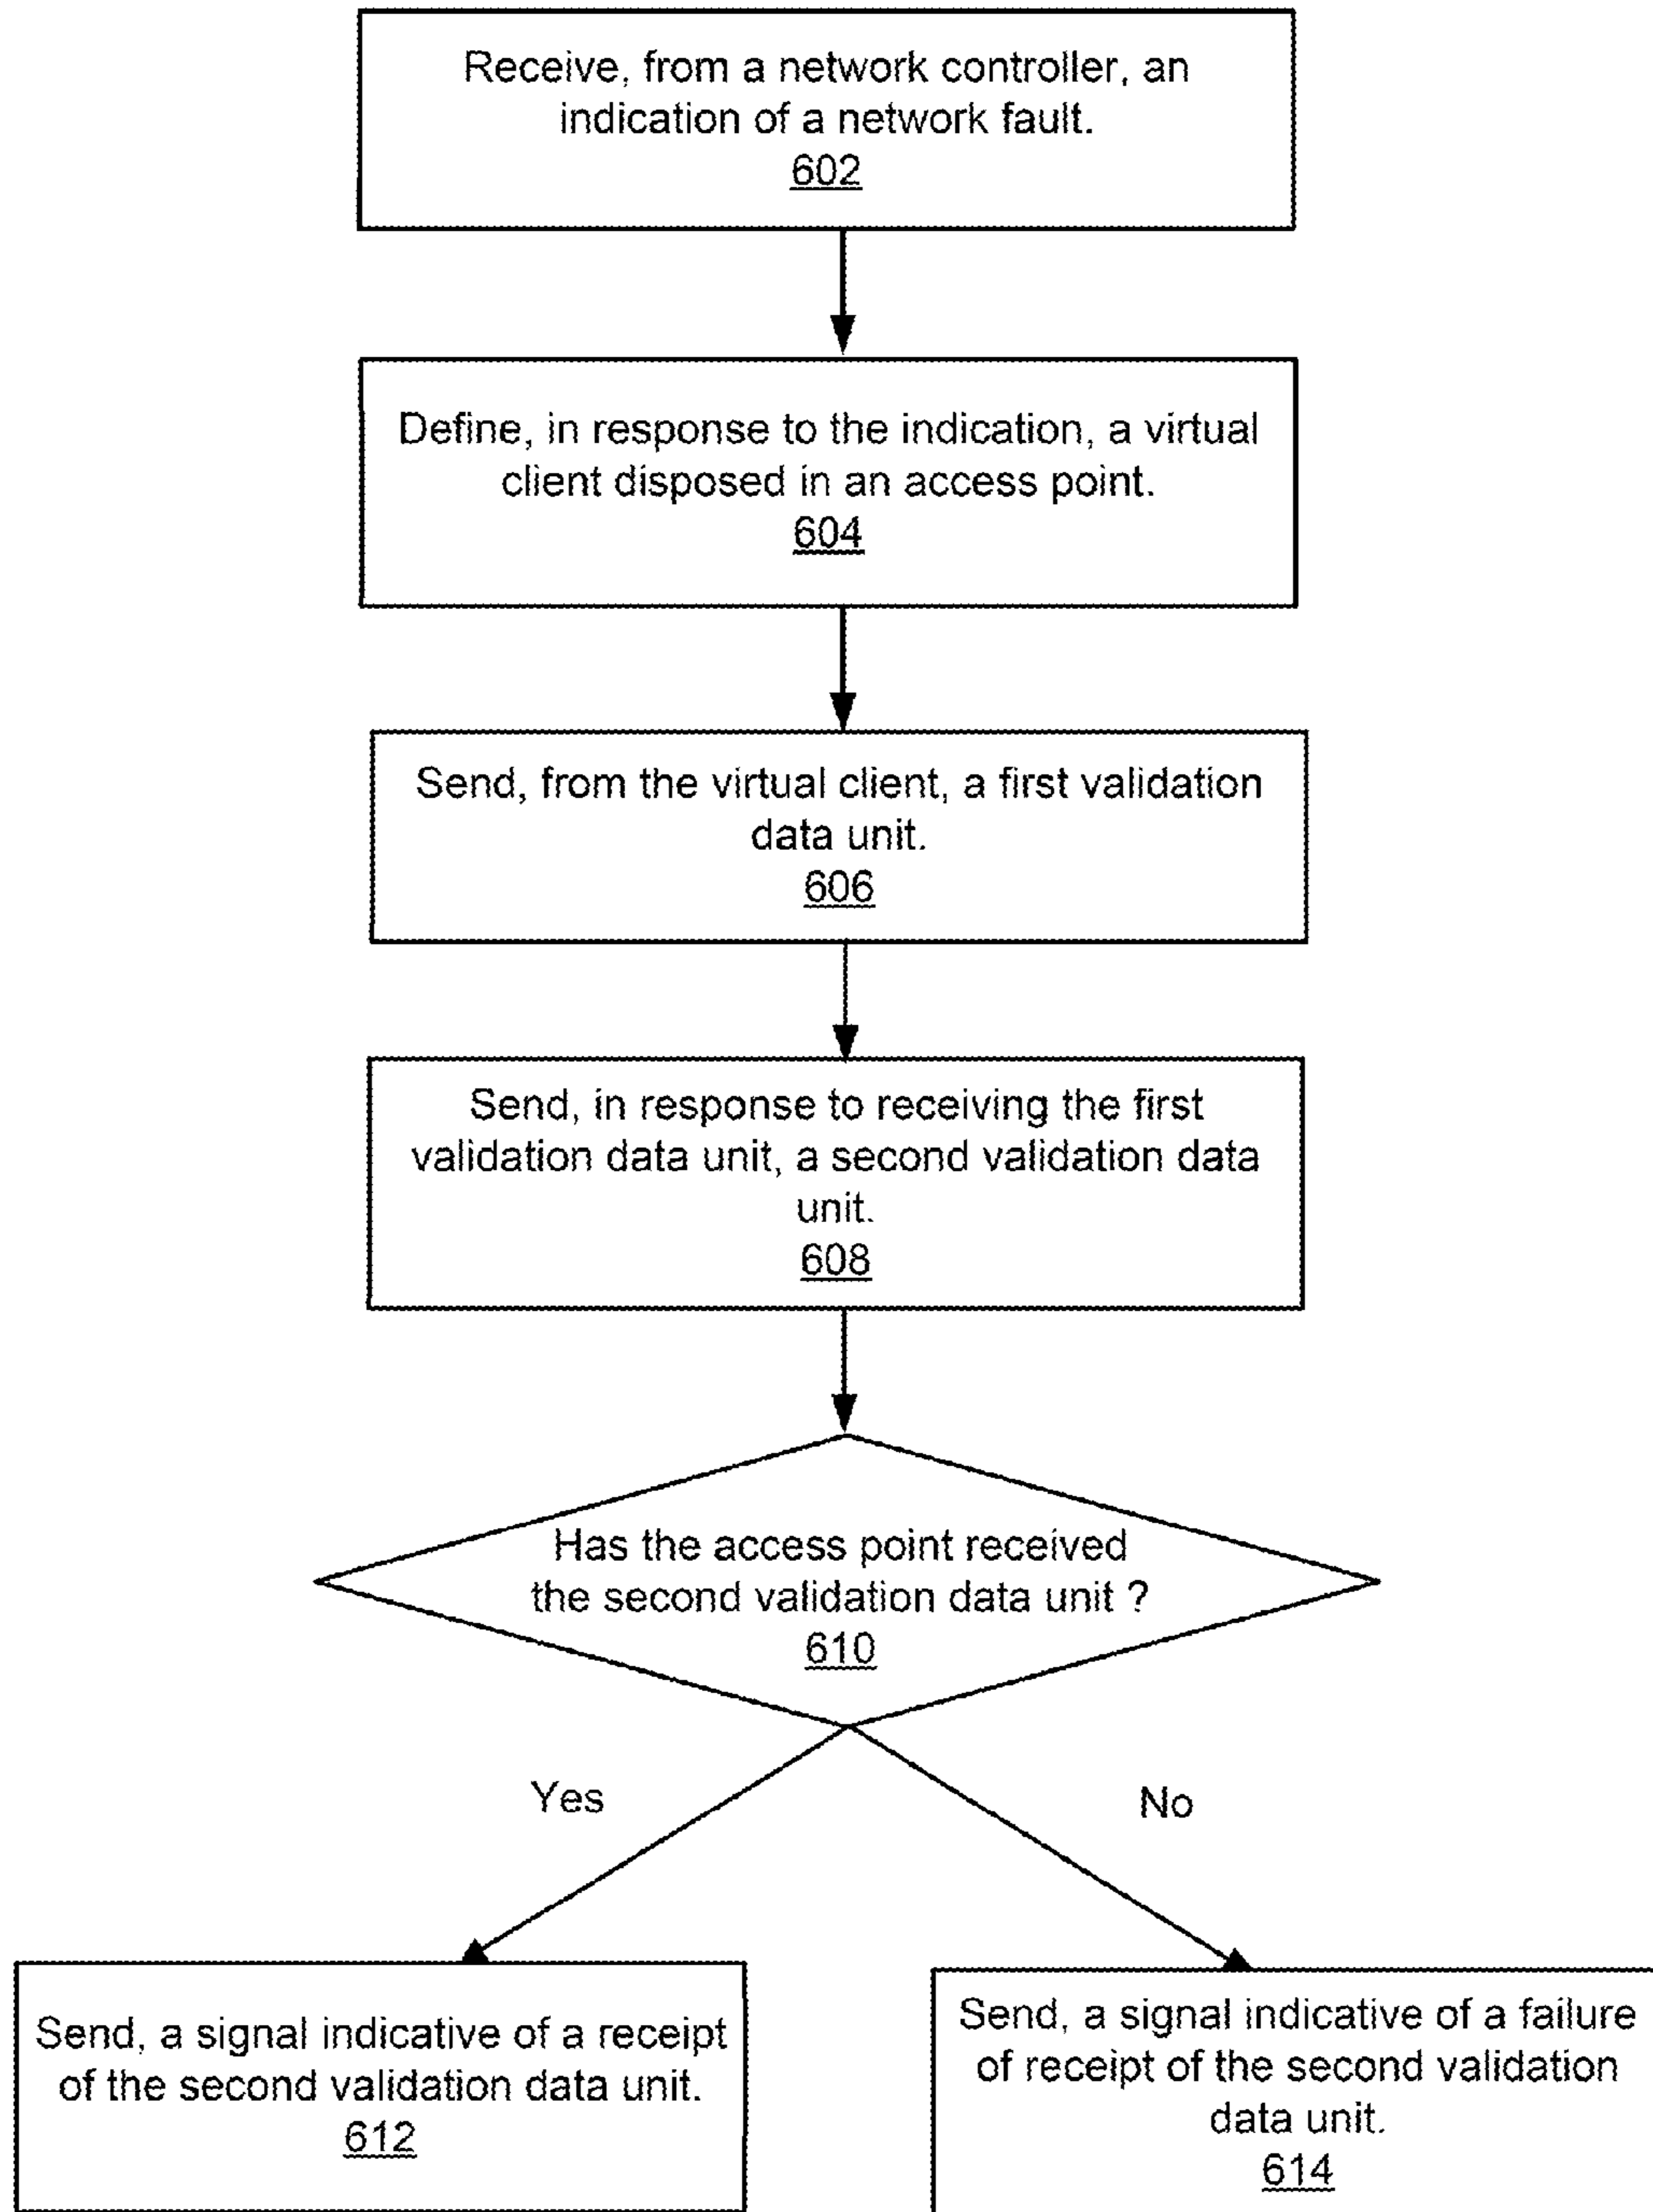 Receive, from a network controller, an
indication of a network fault.
602
Define, in response to the indication, a virtual
client disposed in an access point.
604
Send, from the virtual client, a first validation
data unit.
606
Send, in response to receiving the first
validation data unit, a second validation data
unit.
608
Has the access point received
the second validation data unit ?
610
Yes
No
Send, a signal indicative of a receipt
of the second validation data unit.
612
Send, a signal indicative of a failure
of receipt of the second validation
data unit.
614